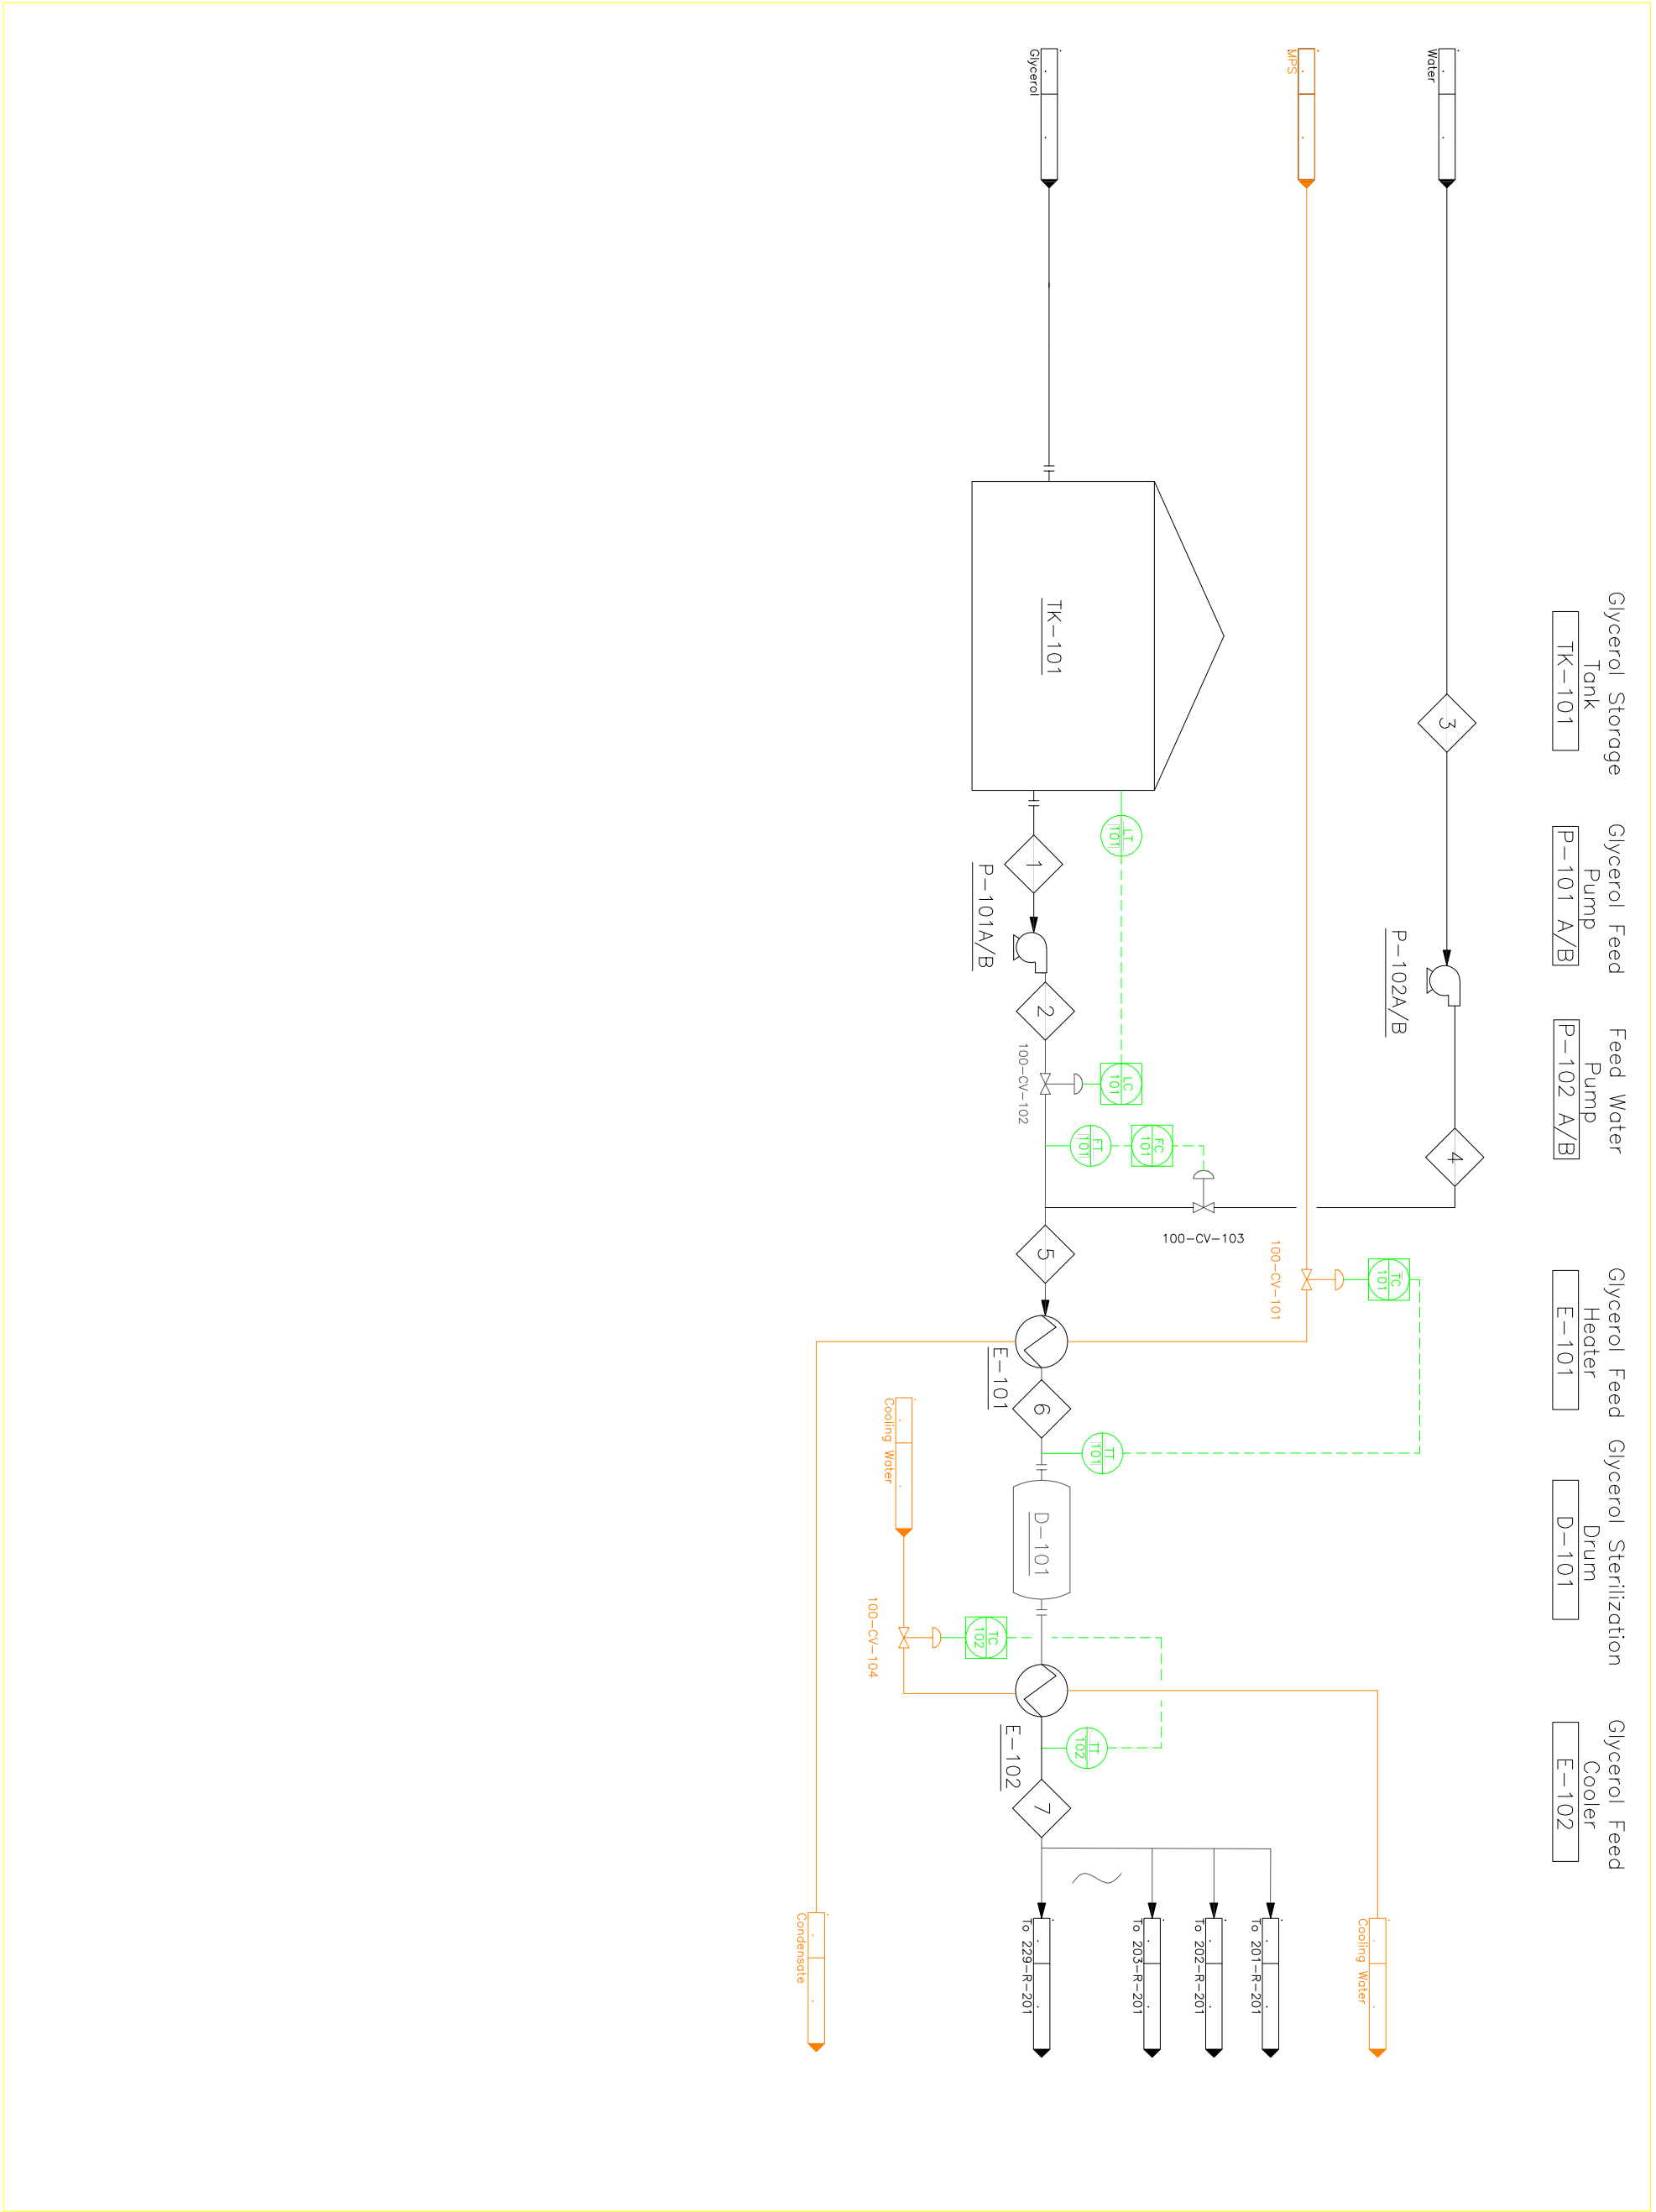 Glycerol Storage
Tank
TK-101
Glycerol Feed
Pump
P-101 A/B
Feed Water
Pump
P-102 A/B
Glycerol Feed
Heater
E-101
Glycerol Sterilization
Drum
D-101
Glycerol Feed
Cooler
E-102
Water
3
P-102A/B
4
MPS
100-CV-101
TC
101
Cooling Water
100-CV-103
To 201-R-201
To 202-R-201
To 203-R-201
To 229-R-201
Glycerol
TK-101
LT
101
LC
101
FC
101
FT
101
TT
101
TT
102
1
P-101A/B
2
100-CV-102
5
E-101
6
D-101
E-102
7
TC
102
Cooling Water
100-CV-104
Condensate